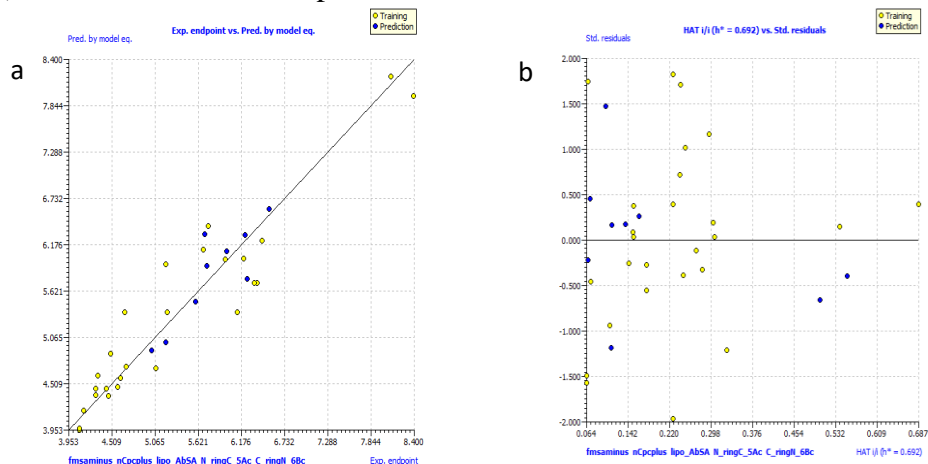 a
Exp. endpoint vs. Pred. by model eq.
Training
Prediction
Pred. by model eq.
8.400
7.844
7.288
6.732
6.176
5.621
5.065
4.509
3.953
3.953 4.509 5.065 5.621 6.176 6.732 7.288 7.844 8.400
fmsaminus_nCpcplus_lipo_AbSA_N_ringC_5Ac_C_ringN_6Bc Exp. endpoint
b
HAT i/i (h* = 0.692) vs. Std. residuals
Training
Prediction
Std. residuals
2.000
1.500
1.000
0.500
0.000
-0.500
-1.000
-1.500
-2.000
0.064 0.142 0.220 0.298 0.376 0.454 0.532 0.609 0.687
fmsaminus_nCpcplus_lipo_AbSA_N_ringC_5Ac_C_ringN_6Bc HAT i/i (h* = 0.692)